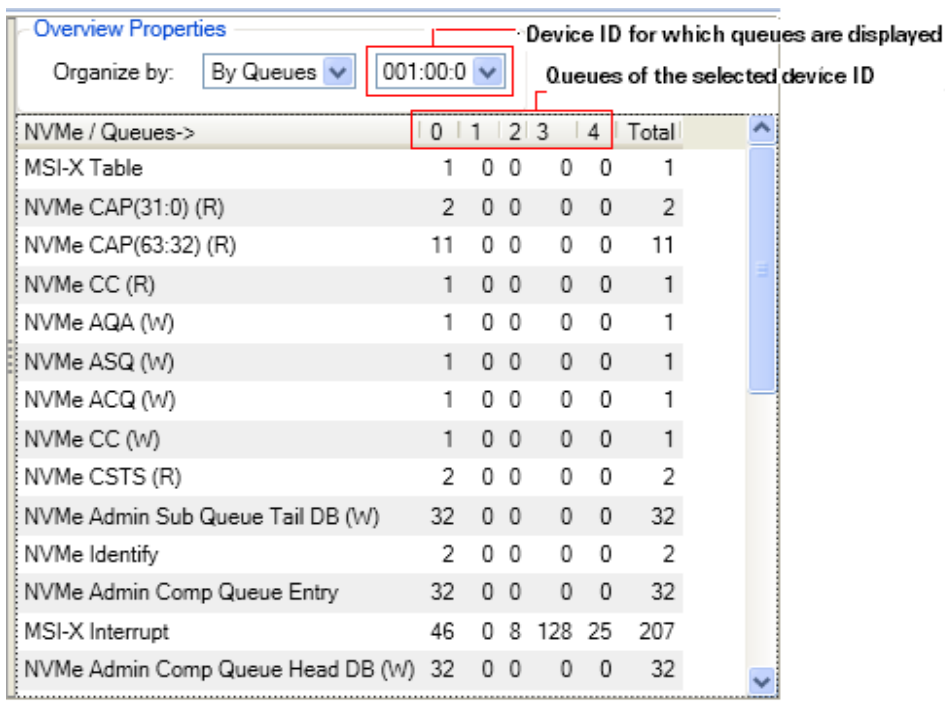 Overview Properties
Device ID for which queues are displayed
Organize by: By Queues 001:00:0
Queues of the selected device ID
NVMe / Queues-> 0 1 2 3 4 Total
MSI-X Table 1 0 0 0 0 1
NVMe CAP(31:0) (R) 2 0 0 0 0 2
NVMe CAP(63:32) (R) 11 0 0 0 0 11
NVMe CC (R) 1 0 0 0 0 1
NVMe AQA (W) 1 0 0 0 0 1
NVMe ASQ (W) 1 0 0 0 0 1
NVMe ACQ (W) 1 0 0 0 0 1
NVMe CC (W) 1 0 0 0 0 1
NVMe CSTS (R) 2 0 0 0 0 2
NVMe Admin Sub Queue Tail DB (W) 32 0 0 0 0 32
NVMe Identify 2 0 0 0 0 2
NVMe Admin Comp Queue Entry 32 0 0 0 0 32
MSI-X Interrupt 46 0 8 128 25 207
NVMe Admin Comp Queue Head DB (W) 32 0 0 0 0 32